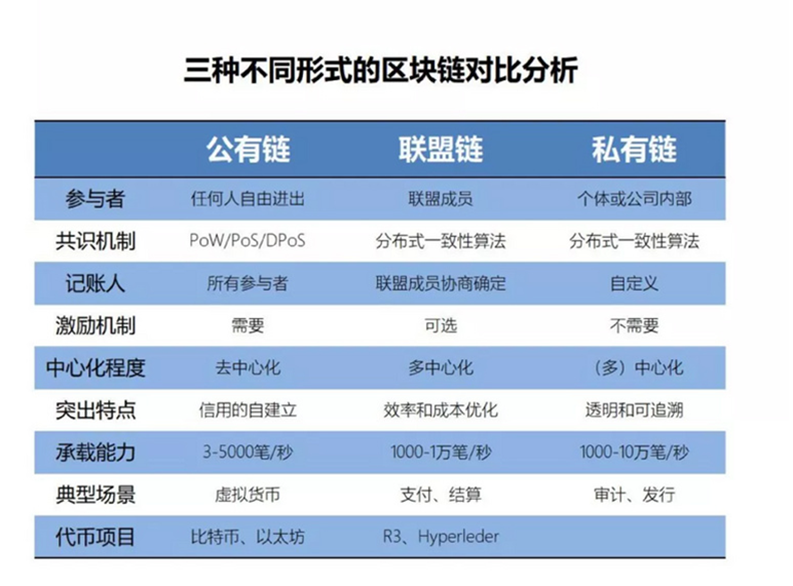 三种不同形式的区块链对比分析
公有链 联盟链 私有链
参与者 任何人自由进出 联盟成员 个体或公司内部
共识机制 PoW/PoS/DPoS 分布式一致性算法 分布式一致性算法
记账人 所有参与者 联盟成员协商确定 自定义
激励机制 需要 可选 不需要
中心化程度 去中心化 多中心化 （多）中心化
突出特点 信用的自建立 效率和成本优化 透明和可追溯
承载能力 3-5000笔/秒 1000-1万笔/秒 1000-10万笔/秒
典型场景 虚拟货币 支付、结算 审计、发行
代币项目 比特币、以太坊 R3、Hyperleder